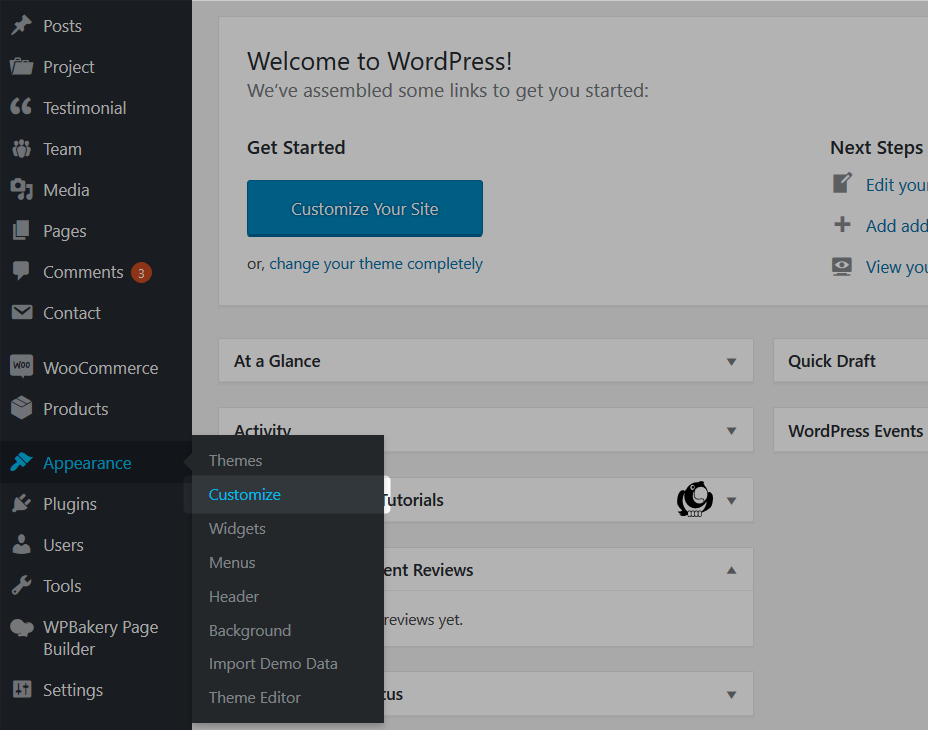 Posts
Project
Testimonial
Team
Media
Pages
Comments 3
Contact
Woo WooCommerce
Products
Appearance
Plugins
Users
Tools
WPBakery Page
Builder
Settings
Themes
Customize
Widgets
Menus
Header
Background
Import Demo Data
Theme Editor
Welcome to WordPress!
We've assembled some links to get you started:
Get Started
Customize Your Site
or, change your theme completely
Next Steps
Edit your
Add add
View you
At a Glance
Activity
Tutorials
ent Reviews
reviews yet.
cus
Quick Draft
WordPress Events